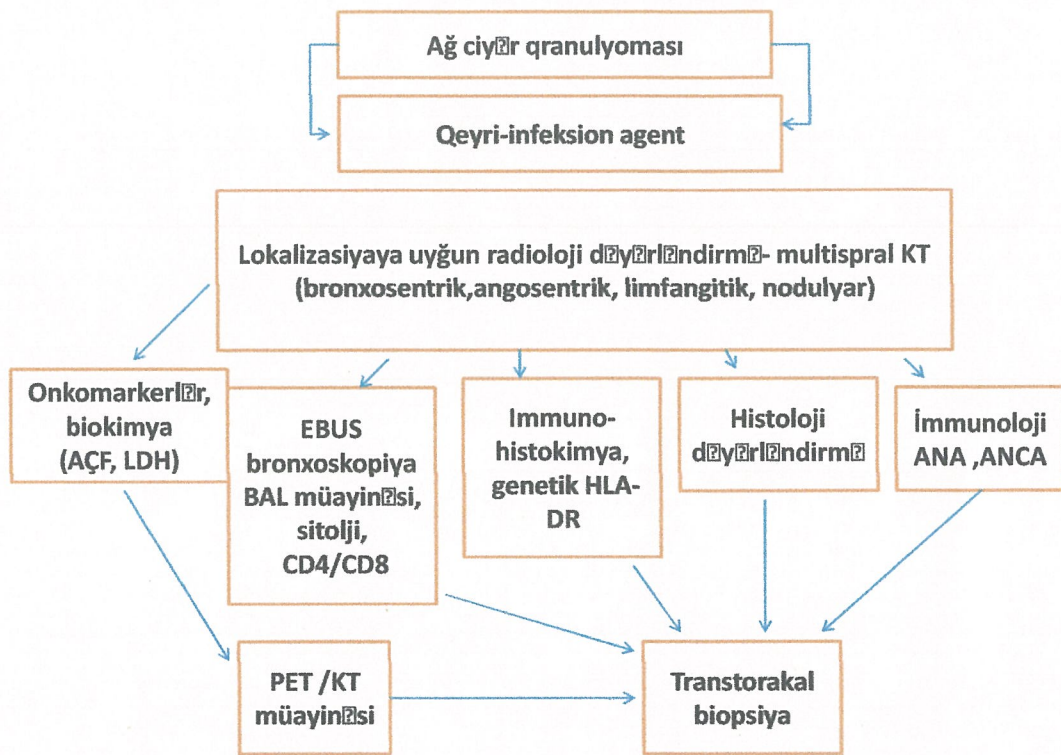 Ağ ciy⍰r qranulyoması
Qeyri-infeksion agent
Lokalizasiyaya uyğun radioloji d⍰y⍰rl⍰ndirm⍰- multispral KT
(bronxosentrik,angosentrik, limfangitik, nodulyar)
Onkomarkerl⍰r,
biokimya
(AÇF, LDH)
EBUS
bronxoskopiya
BAL müayin⍰si,
sitolji,
CD4/CD8
Immuno-
histokimya,
genetik HLA-
DR
Histoloji
d⍰y⍰rl⍰ndirm⍰
İmmunoloji
ANA ,ANCA
PET /KT
müayin⍰si
Transtorakal
biopsiya